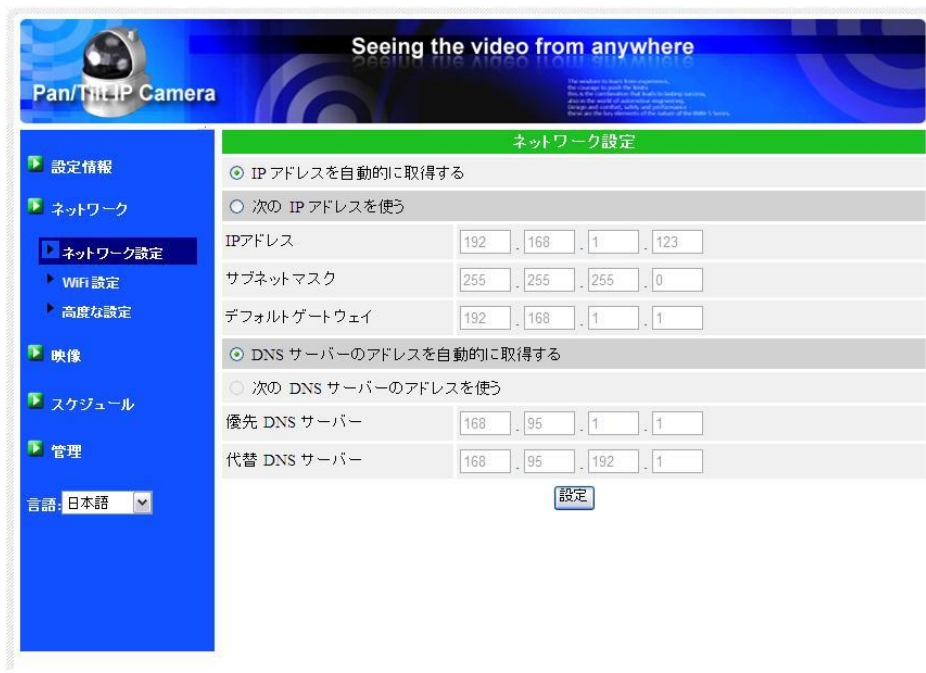 Seeing the video from anywhere
Pan/Tilt IP Camera
設定情報
ネットワーク
ネットワーク設定
WiFi 設定
高度な設定
映像
スケジュール
管理
言語: 日本語
ネットワーク設定
IP アドレスを自動的に取得する
次の IP アドレスを使う
IPアドレス 192 . 168 . 1 . 123
サブネットマスク 255 . 255 . 255 . 0
デフォルトゲートウェイ 192 . 168 . 1 . 1
DNS サーバーのアドレスを自動的に取得する
次の DNS サーバーのアドレスを使う
優先 DNS サーバー 168 . 95 . 1 . 1
代替 DNS サーバー 168 . 95 . 192 . 1
設定